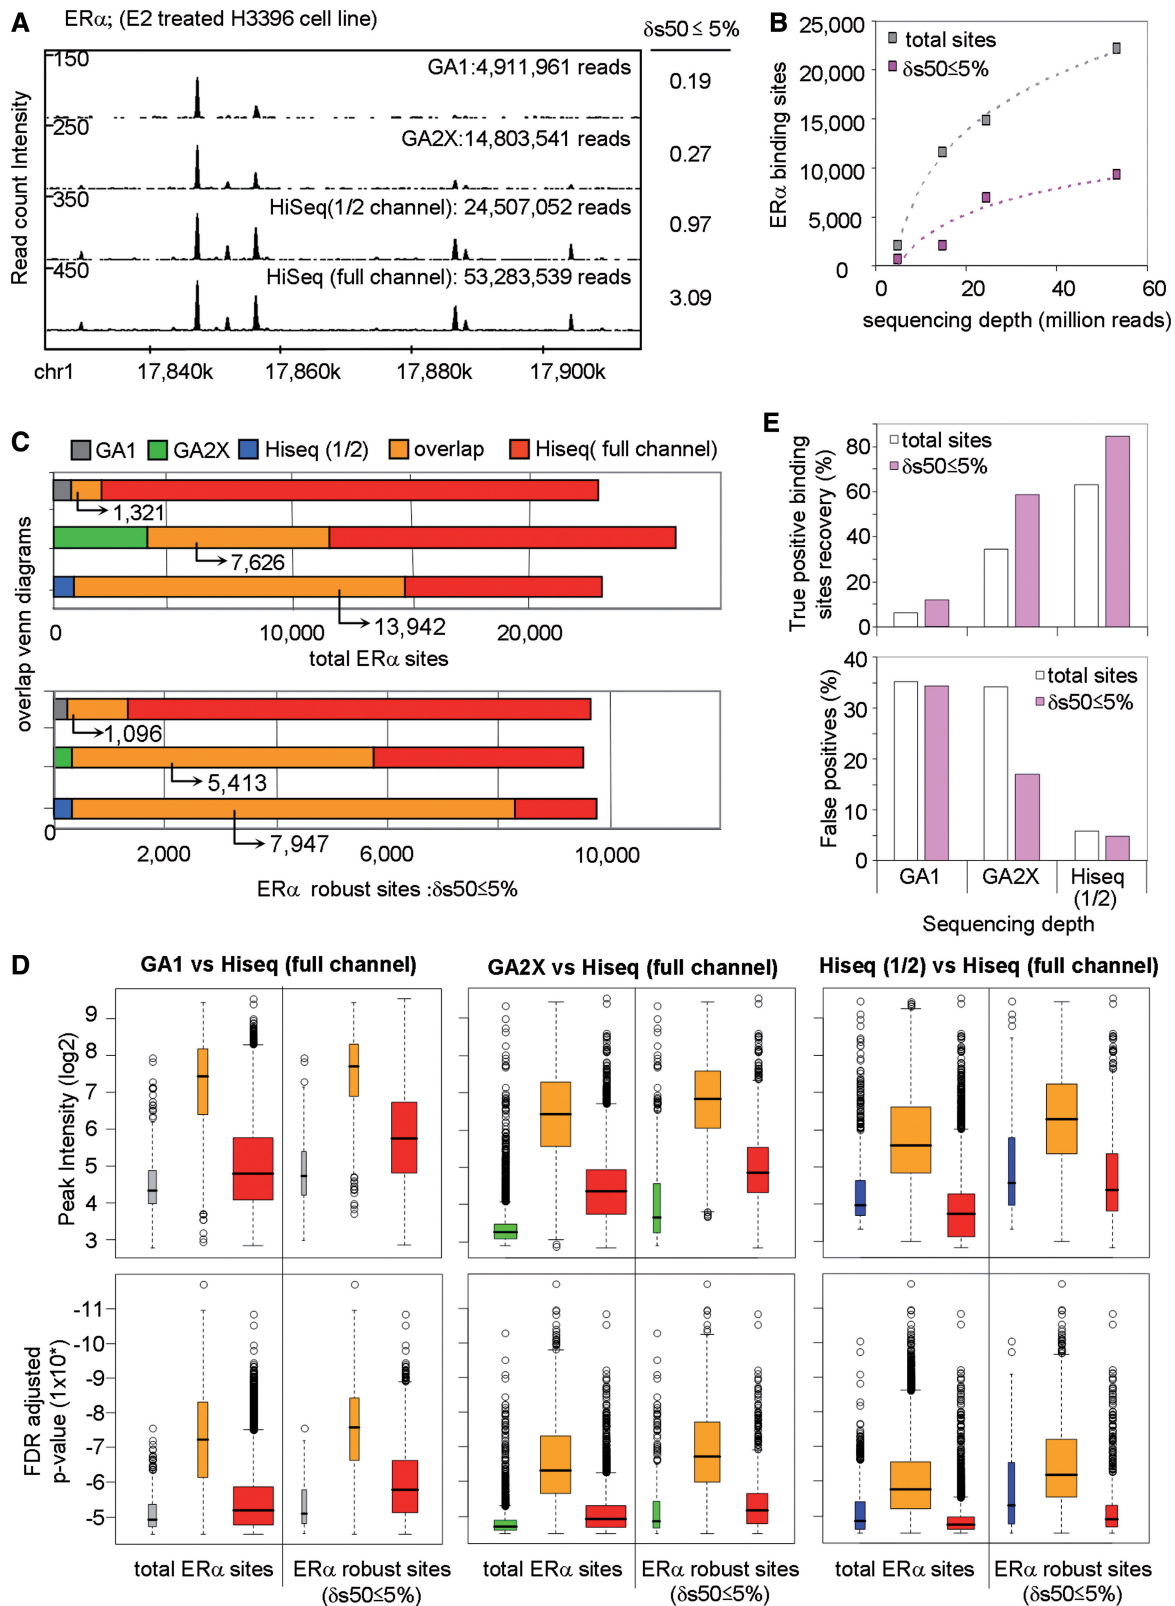 A
ERα; (E2 treated H3396 cell line)
δs50 ≤ 5%
Read count Intensity
150
GA1:4,911,961 reads
0.19
250
GA2X:14,803,541 reads
0.27
350
HiSeq(1/2 channel): 24,507,052 reads
0.97
450
HiSeq (full channel): 53,283,539 reads
3.09
chr1
17,840k
17,860k
17,880k
17,900k
B
ERα binding sites
25,000
20,000
15,000
10,000
5,000
0
total sites
δs50≤5%
0
20
40
60
sequencing depth (million reads)
C
GA1
GA2X
Hiseq (1/2)
overlap
Hiseq( full channel)
overlap venn diagrams
1,321
7,626
13,942
0
10,000
20,000
total ERα sites
1,096
5,413
7,947
0
2,000
6,000
10,000
ERα robust sites :δs50≤5%
E
True positive binding
sites recovery (%)
80
60
40
20
0
total sites
δs50≤5%
False positives (%)
40
30
20
10
0
total sites
δs50≤5%
GA1
GA2X
Hiseq
(1/2)
Sequencing depth
D
GA1 vs Hiseq (full channel)
GA2X vs Hiseq (full channel)
Hiseq (1/2) vs Hiseq (full channel)
Peak Intensity (log2)
9
8
7
6
5
4
3
FDR adjusted
p-value (1x10*)
-11
-10
-9
-8
-7
-6
-5
total ERα sites
ERα robust sites
(δs50≤5%)
total ERα sites
ERα robust sites
(δs50≤5%)
total ERα sites
ERα robust sites
(δs50≤5%)